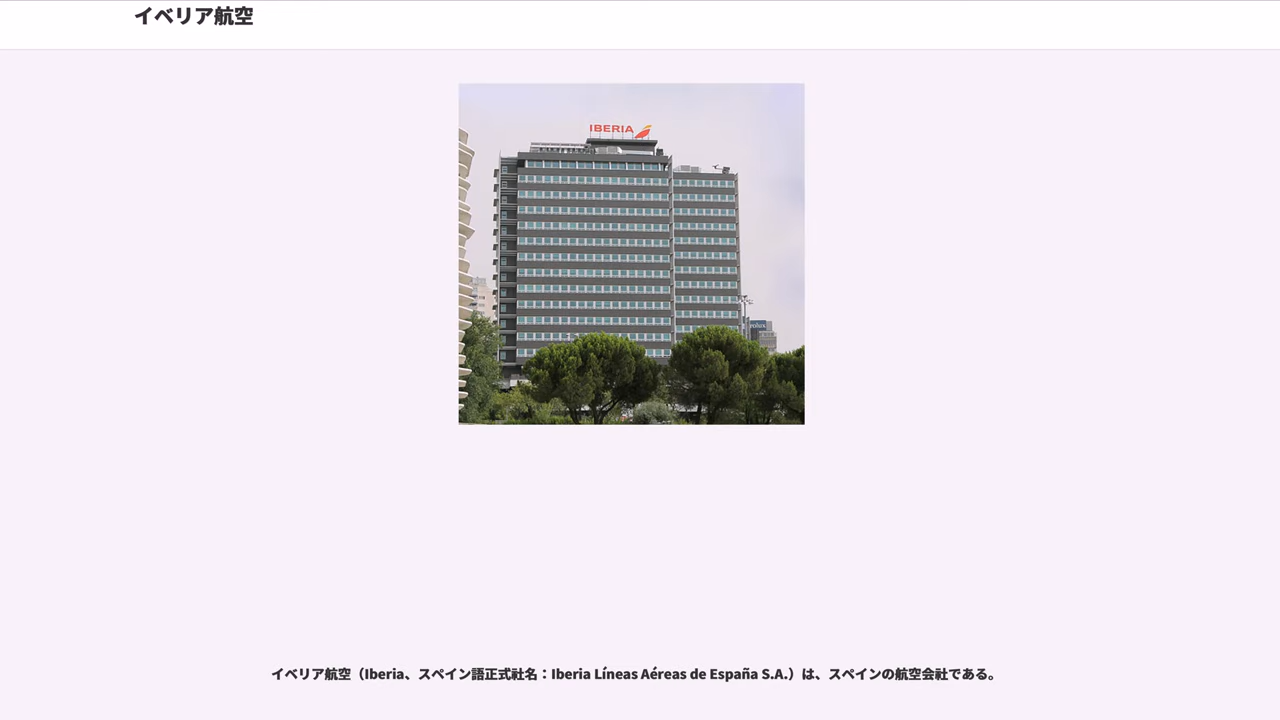 イベリア航空
IBERIA
イベリア航空（Iberia、スペイン語正式社名：Iberia Líneas Aéreas de España S.A.）は、スペインの航空会社である。